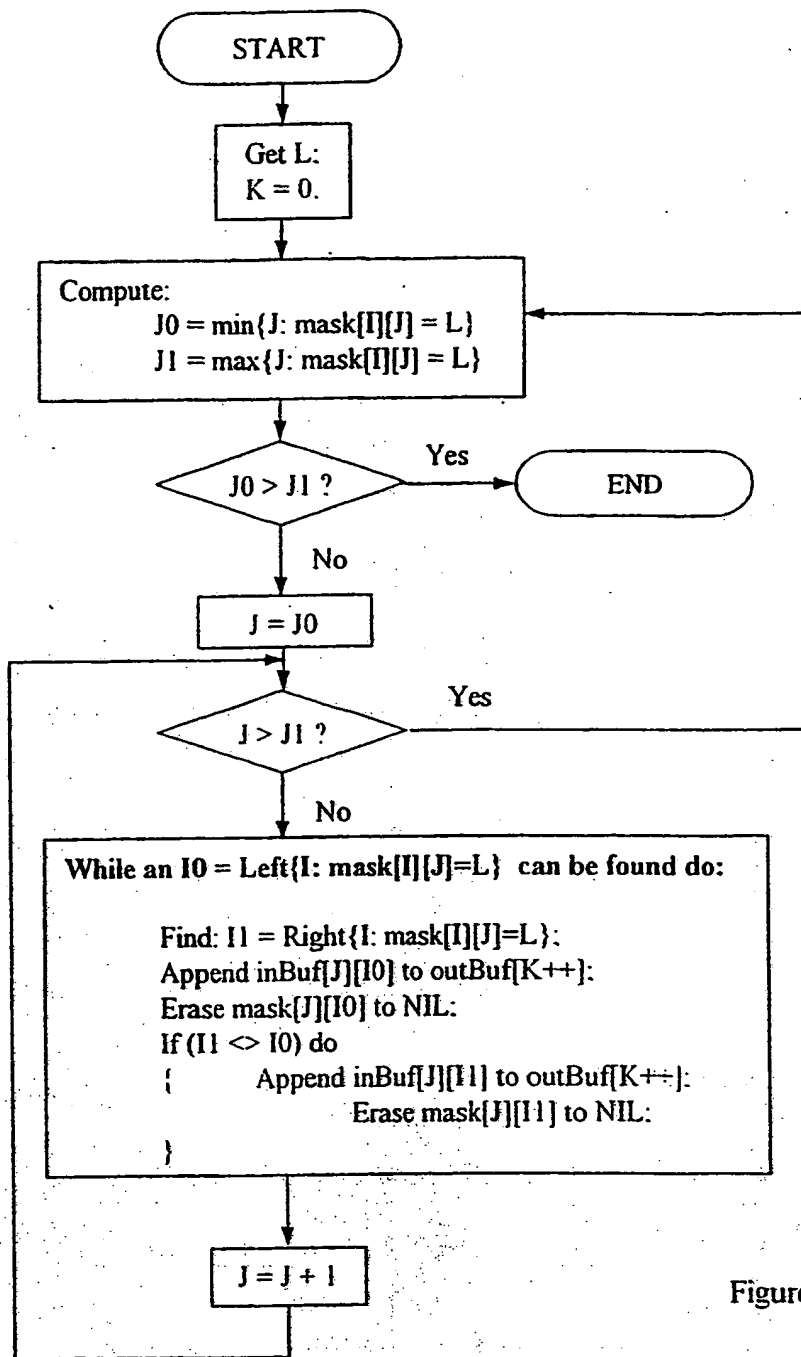 START
Get L:
K = 0.
Compute:
J0 = min{J: mask[I][J] = L}
J1 = max{J: mask[I][J] = L}
J0 > J1 ?
Yes
END
No
J = J0
J > J1 ?
Yes
No
While an I0 = Left{I: mask[I][J]=L} can be found do:
Find: I1 = Right{I: mask[I][J]=L};
Append inBuf[J][I0] to outBuf[K++];
Erase mask[J][I0] to NIL;
If (I1 <> I0) do
{ Append inBuf[J][I1] to outBuf[K++];
Erase mask[J][I1] to NIL;
}
J = J + 1
Figure